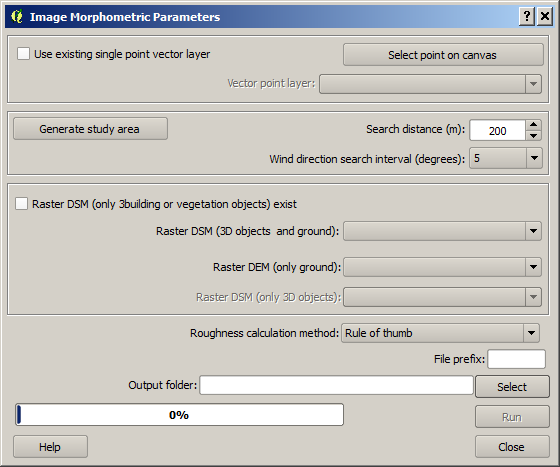 Image Morphometric Parameters
Use existing single point vector layer
Select point on canvas
Vector point layer:
Generate study area
Search distance (m):
200
Wind direction search interval (degrees):
5
Raster DSM (only 3building or vegetation objects) exist
Raster DSM (3D objects and ground):
Raster DEM (only ground):
Raster DSM (only 3D objects):
Roughness calculation method:
Rule of thumb
File prefix:
Output folder:
Select
0%
Run
Help
Close